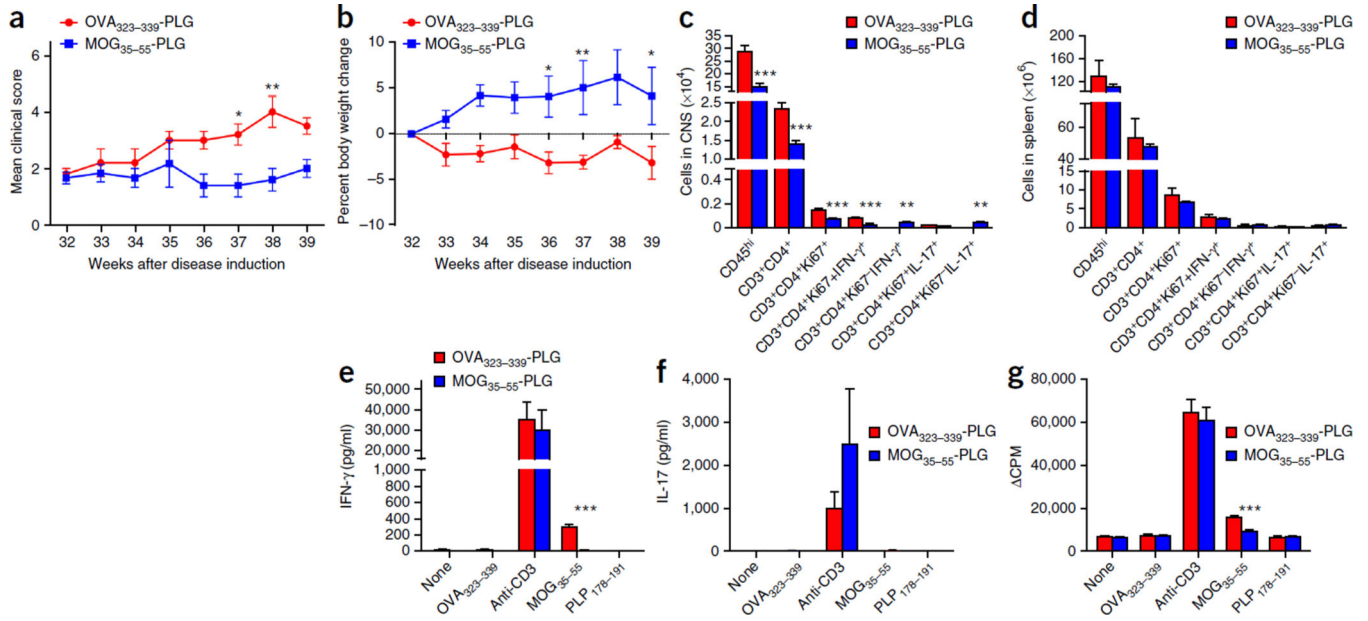 a
OVA323–339-PLG
MOG35–55-PLG
Mean clinical score
6
4
2
0
32 33 34 35 36 37 38 39
Weeks after disease induction
*
**
b
OVA323–339-PLG
MOG35–55-PLG
Percent body weight change
10
5
0
–5
–10
32 33 34 35 36 37 38 39
Weeks after disease induction
*
**
*
c
OVA323–339-PLG
MOG35–55-PLG
Cells in CNS (×10⁴)
35
30
25
20
15
10
2.5
2.0
1.5
1.0
0.4
0.2
0
***
***
***
***
**
**
CD45hi
CD3+CD4+
CD3+CD4+Ki67+
CD3+CD4+Ki67+IFN-γ+
CD3+CD4+Ki67–IFN-γ+
CD3+CD4+Ki67+IL-17+
CD3+CD4+Ki67–IL-17+
d
OVA323–339-PLG
MOG35–55-PLG
Cells in spleen (×10⁶)
200
160
120
60
40
15
10
5
0
CD45hi
CD3+CD4+
CD3+CD4+Ki67+
CD3+CD4+Ki67+IFN-γ+
CD3+CD4+Ki67–IFN-γ+
CD3+CD4+Ki67+IL-17+
CD3+CD4+Ki67–IL-17+
e
OVA323–339-PLG
MOG35–55-PLG
IFN-γ (pg/ml)
50,000
40,000
30,000
20,000
10,000
1,000
800
600
400
200
0
***
None
OVA323–339
Anti-CD3
MOG35–55
PLP178–191
f
OVA323–339-PLG
MOG35–55-PLG
IL-17 (pg/ml)
4,000
3,000
2,000
1,000
0
None
OVA323–339
Anti-CD3
MOG35–55
PLP178–191
g
OVA323–339-PLG
MOG35–55-PLG
ΔCPM
80,000
60,000
40,000
20,000
0
***
None
OVA323–339
Anti-CD3
MOG35–55
PLP178–191